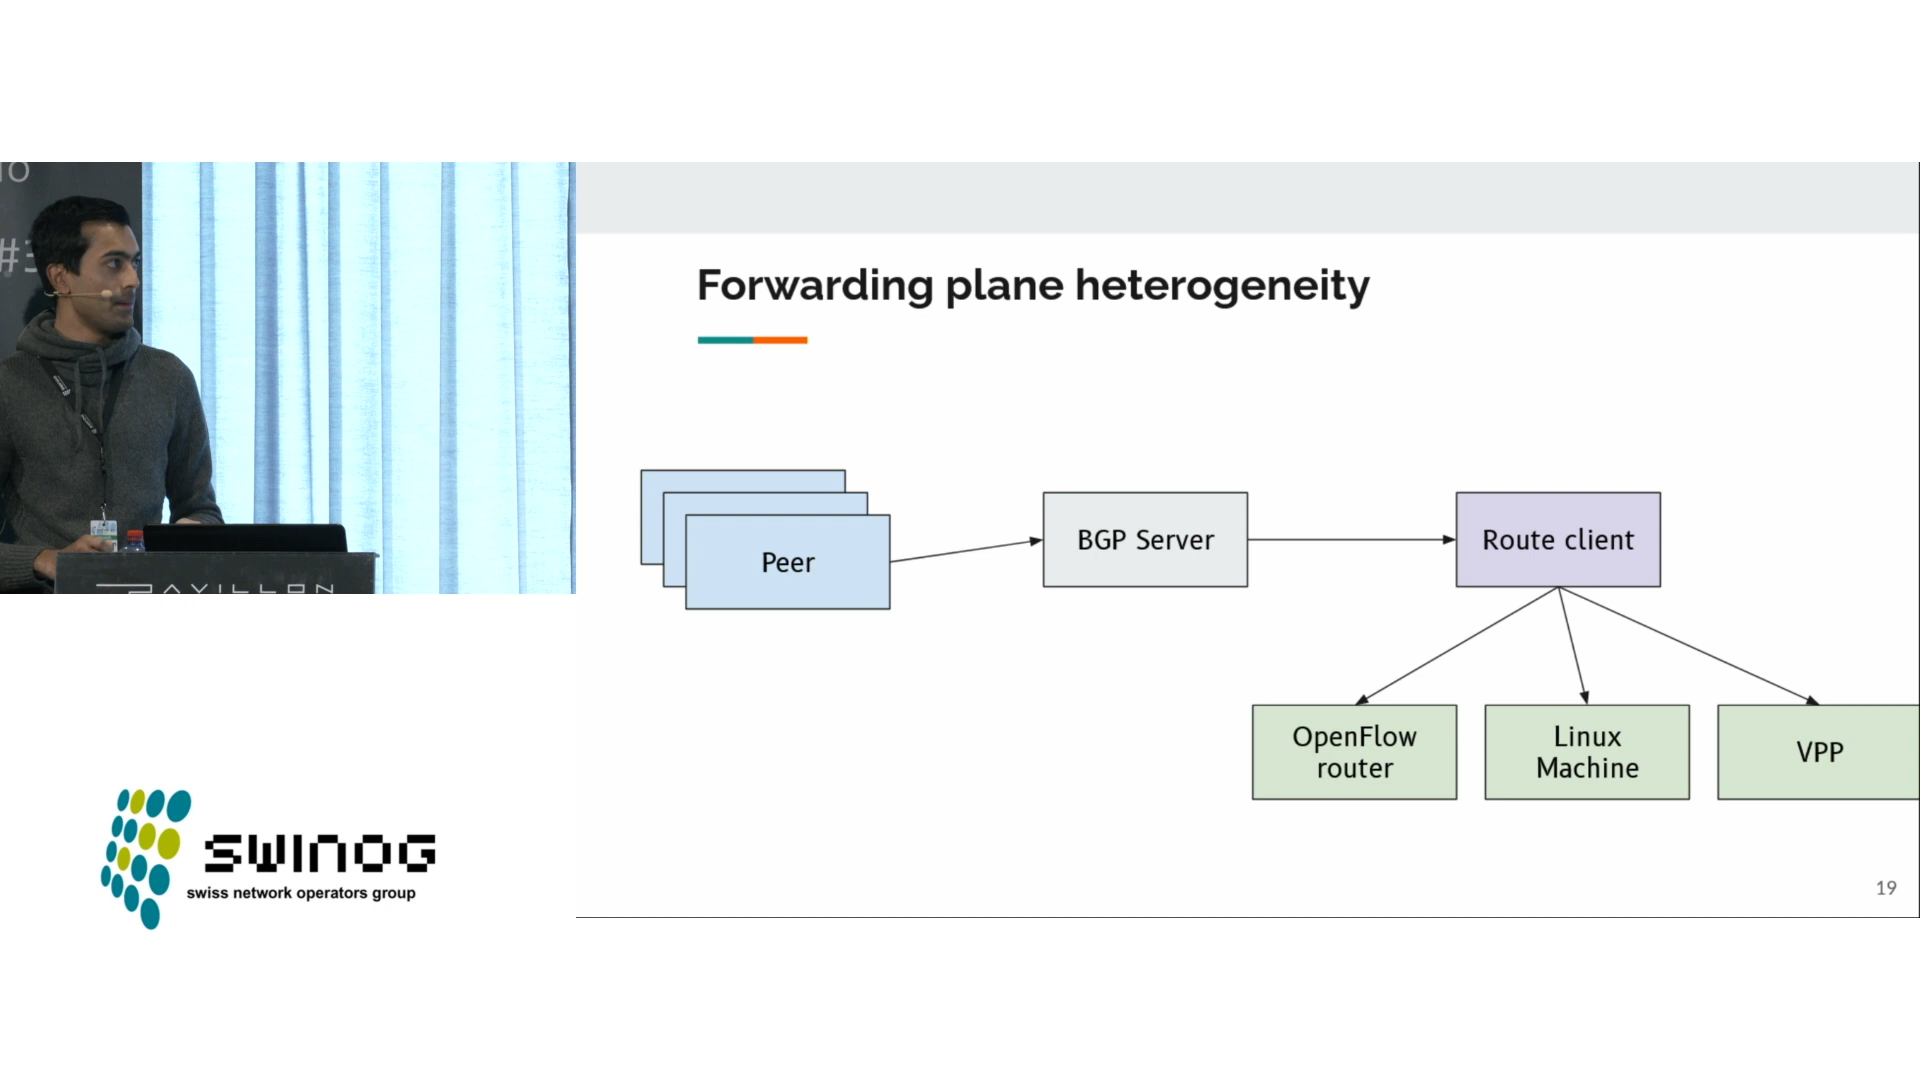 Forwarding plane heterogeneity
Peer
BGP Server
Route client
OpenFlow
router
Linux
Machine
VPP
19
SWINOG
swiss network operators group